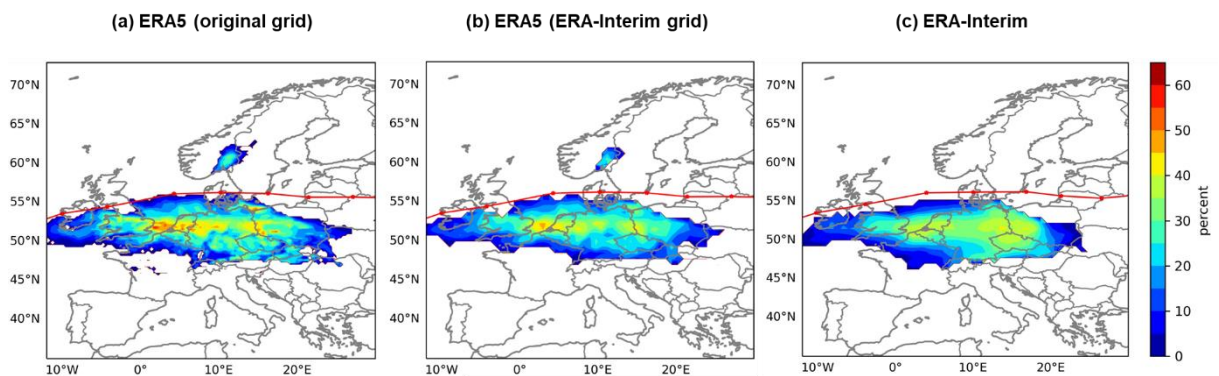 (a) ERA5 (original grid)
(b) ERA5 (ERA-Interim grid)
(c) ERA-Interim
70°N
65°N
60°N
55°N
50°N
45°N
40°N
10°W
0°
10°E
20°E
70°N
65°N
60°N
55°N
50°N
45°N
40°N
10°W
0°
10°E
20°E
70°N
65°N
60°N
55°N
50°N
45°N
40°N
10°W
0°
10°E
20°E
60
50
40
30
20
10
0
percent